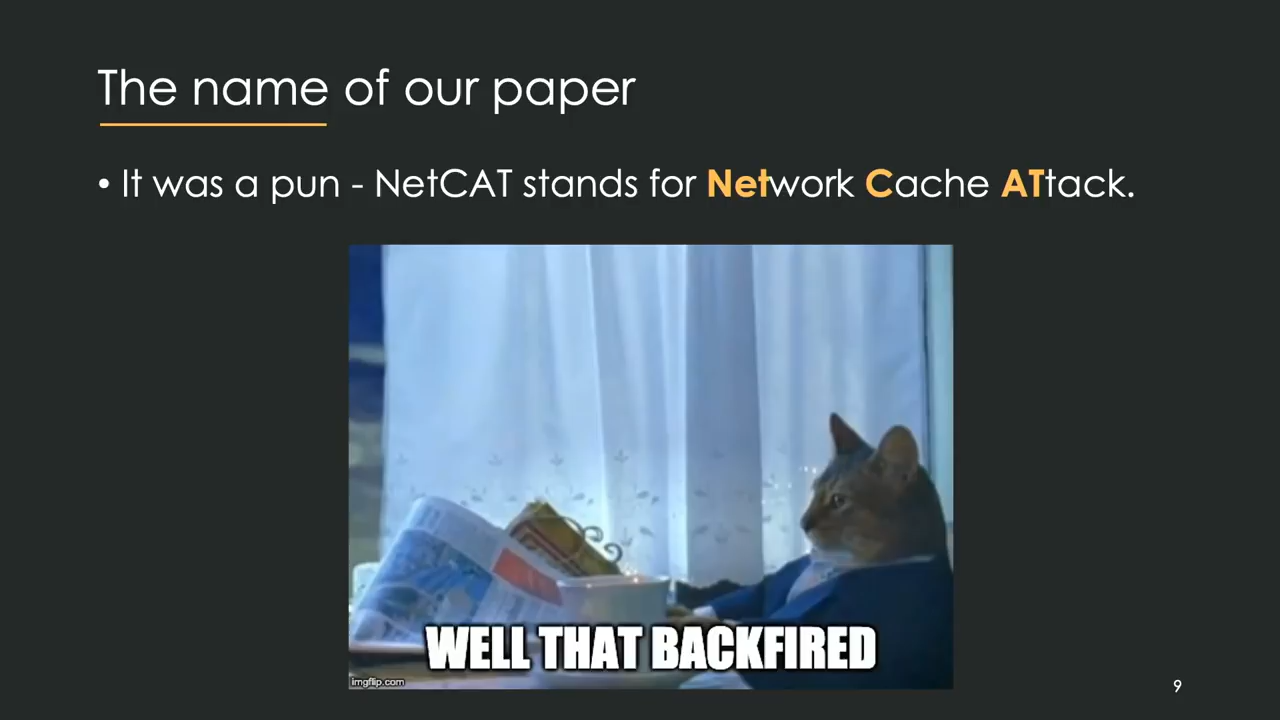 The name of our paper
• It was a pun - NetCAT stands for Network Cache ATtack.
WELL THAT BACKFIRED
imgflip.com
9